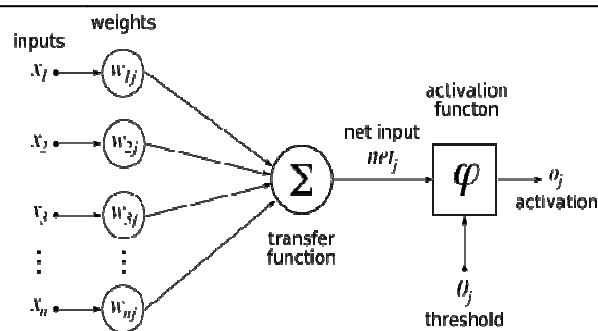 weights
inputs
x1
w1j
x2
w2j
x3
w3j
xn
wnj
Σ
transfer
function
net input
netj
activation
functon
φ
oj
activation
θj
threshold